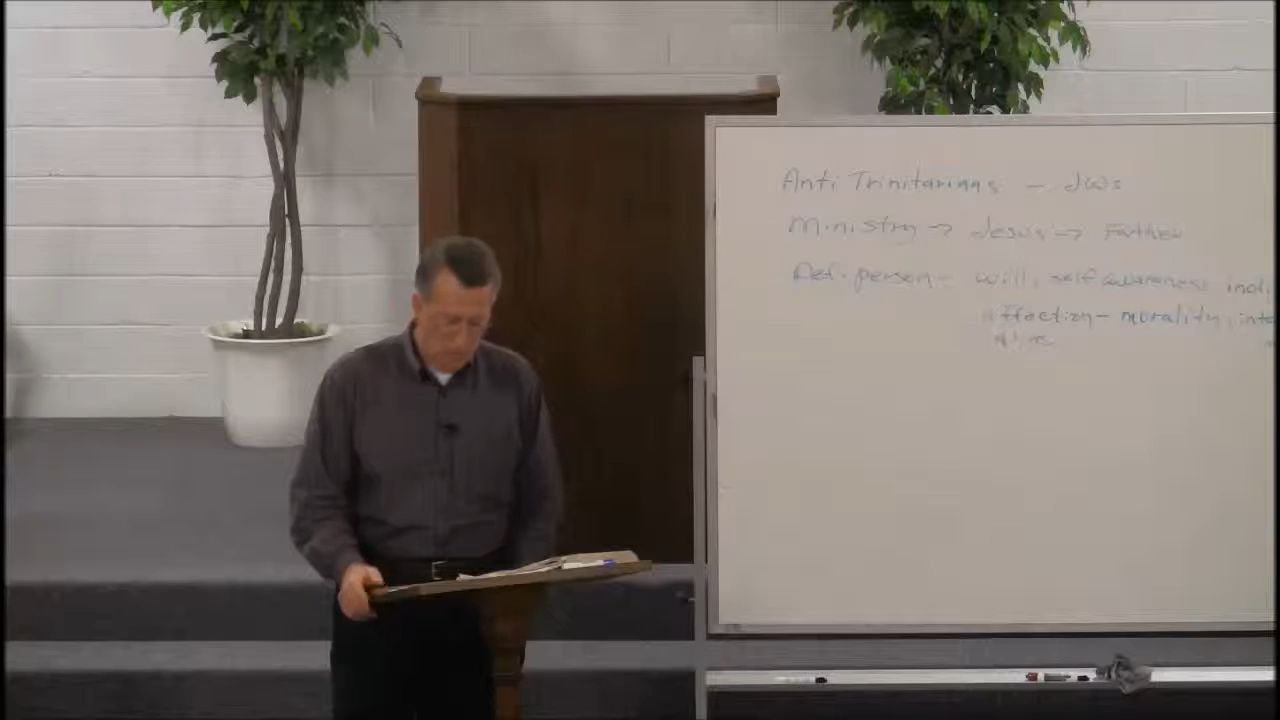 Anti Trinitarians - JWs
Ministry → Jesus → Father
Def. person - will, self awareness
affection - morality,